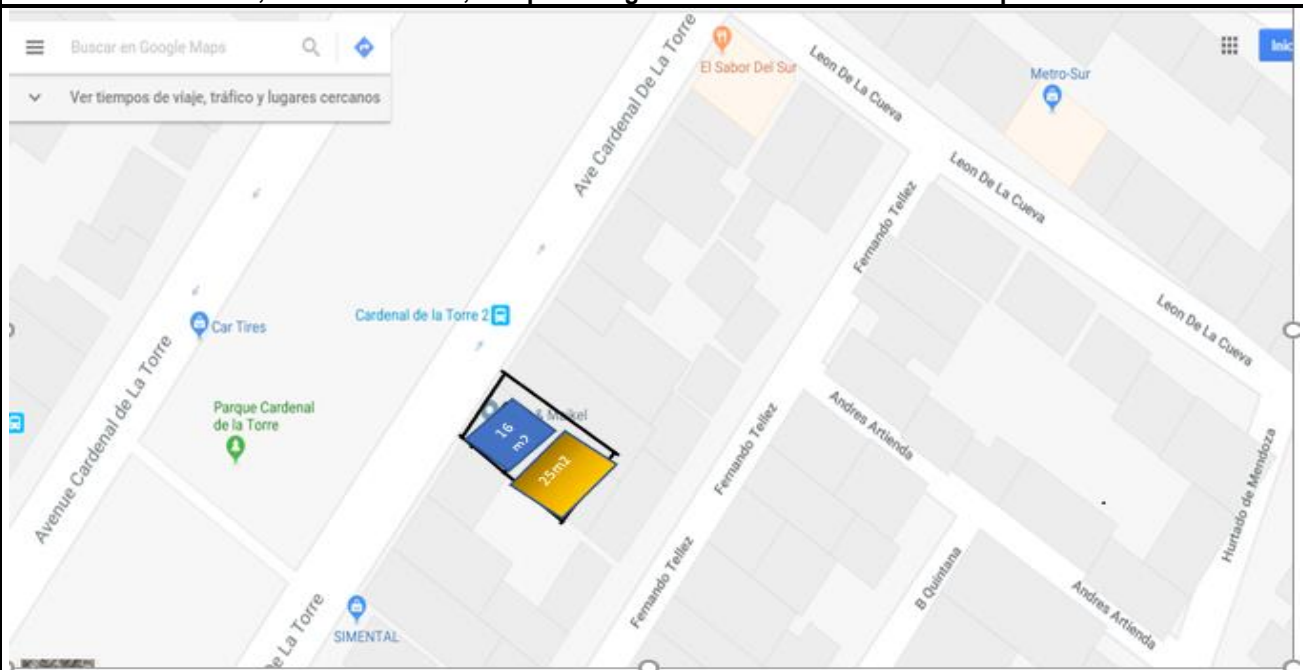 Buscar en Google Maps
Ver tiempos de viaje, tráfico y lugares cercanos
El Sabor Del Sur
Ave Cardenal De La Torre
Leon De La Cueva
Metro-Sur
Leon De La Cueva
Fernando Tellez
Leon De La Cueva
Car Tires
Cardenal de la Torre 2
Avenue Cardenal de La Torre
Parque Cardenal
de la Torre
16
m2
25m2
Andres Artienda
Fernando Tellez
Hurtado de Mendoza
Fernando Tellez
B Quintana
Andres Artienda
De La Torre
SIMENTAL